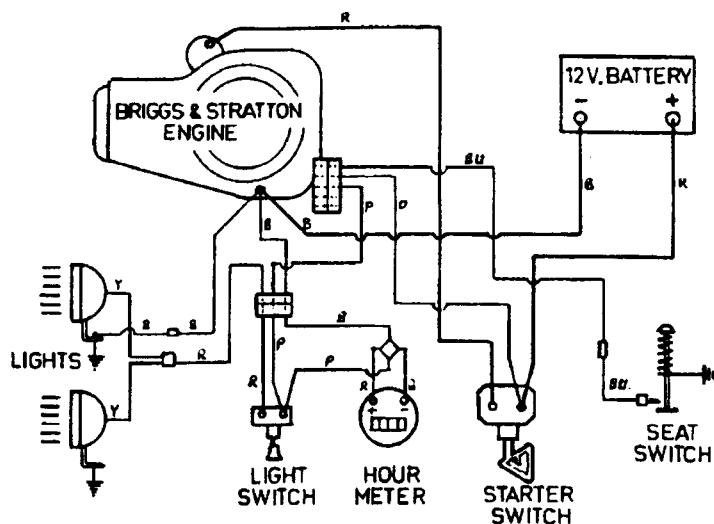 R
12V. BATTERY
- +
BRIGGS & STRATTON
ENGINE
BU
P
O
B
R
B
B
Y
B
B
R
LIGHTS
Y
B
P
P
R
R
B
+ -
BU.
LIGHT
SWITCH
HOUR
METER
STARTER
SWITCH
SEAT
SWITCH